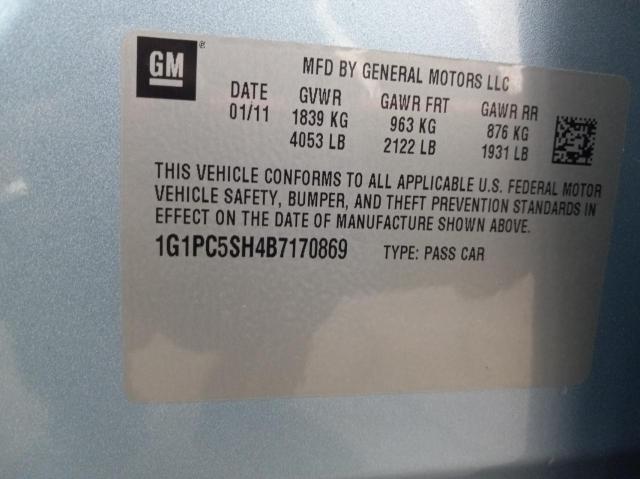 GM ®
MFD BY GENERAL MOTORS LLC
DATE GVWR GAWR FRT GAWR RR
01/11 1839 KG 963 KG 876 KG
4053 LB 2122 LB 1931 LB
THIS VEHICLE CONFORMS TO ALL APPLICABLE U.S. FEDERAL MOTOR
VEHICLE SAFETY, BUMPER, AND THEFT PREVENTION STANDARDS IN
EFFECT ON THE DATE OF MANUFACTURE SHOWN ABOVE.
1G1PC5SH4B7170869 TYPE: PASS CAR